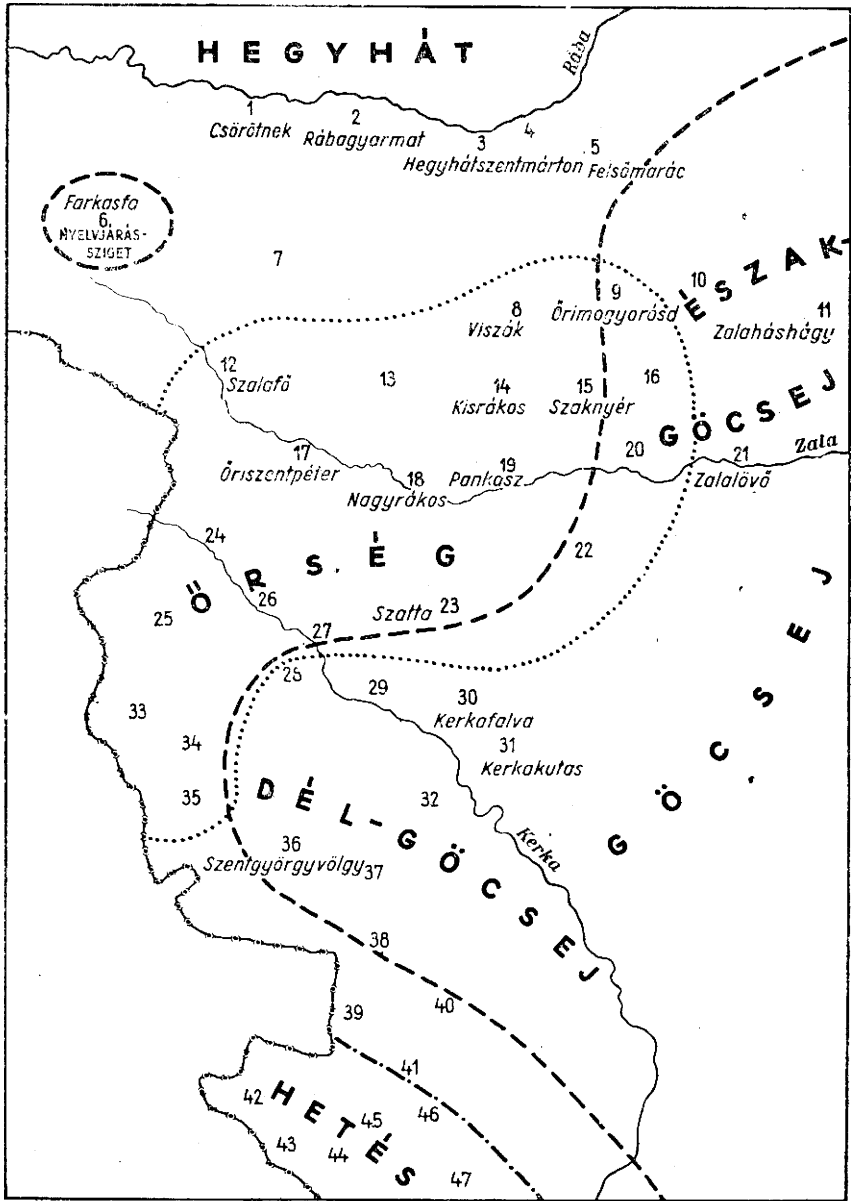 HEGYHÁT
Rába
1
Csörötnek
2
Rábagyarmat
3
Hegyhátszentmárton
4
5
Felsőmarác
Farkasfa
6.
NYELVJÁRÁS-
SZIGET
7
8
Viszák
9
Őrimagyarósd
10
ÉSZAK-
11
Zalaháshágy
12
Szalafő
13
14
Kisrákos
15
Szaknyér
16
GÖCSEJ
17
Őriszentpéter
18
Nagyrákos
19
Pankasz
20
21
Zalalövő
Zala
22
23
Szatta
24
ŐRSÉG
25
26
27
28
29
30
Kerkafalva
31
Kerkakutas
32
GÖCSEJ
33
34
35
DÉL-GÖCSEJ
Kerka
36
Szentgyörgyvölgy
37
38
39
40
41
42
HETÉS
43
44
45
46
47